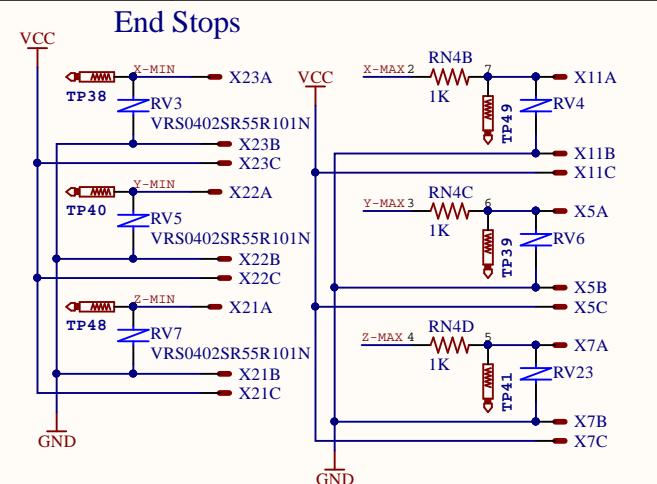 End Stops
VCC
X-MIN
X23A
TP38
RV3
VRS0402SR55R101N
X23B
X23C
Y-MIN
X22A
TP40
RV5
VRS0402SR55R101N
X22B
X22C
Z-MIN
X21A
TP48
RV7
VRS0402SR55R101N
X21B
X21C
GND
VCC
X-MAX 2
RN4B
7
X11A
1K
TP49
RV4
X11B
X11C
Y-MAX 3
RN4C
6
X5A
1K
TP39
RV6
X5B
X5C
Z-MAX 4
RN4D
5
X7A
1K
TP41
RV23
X7B
X7C
GND